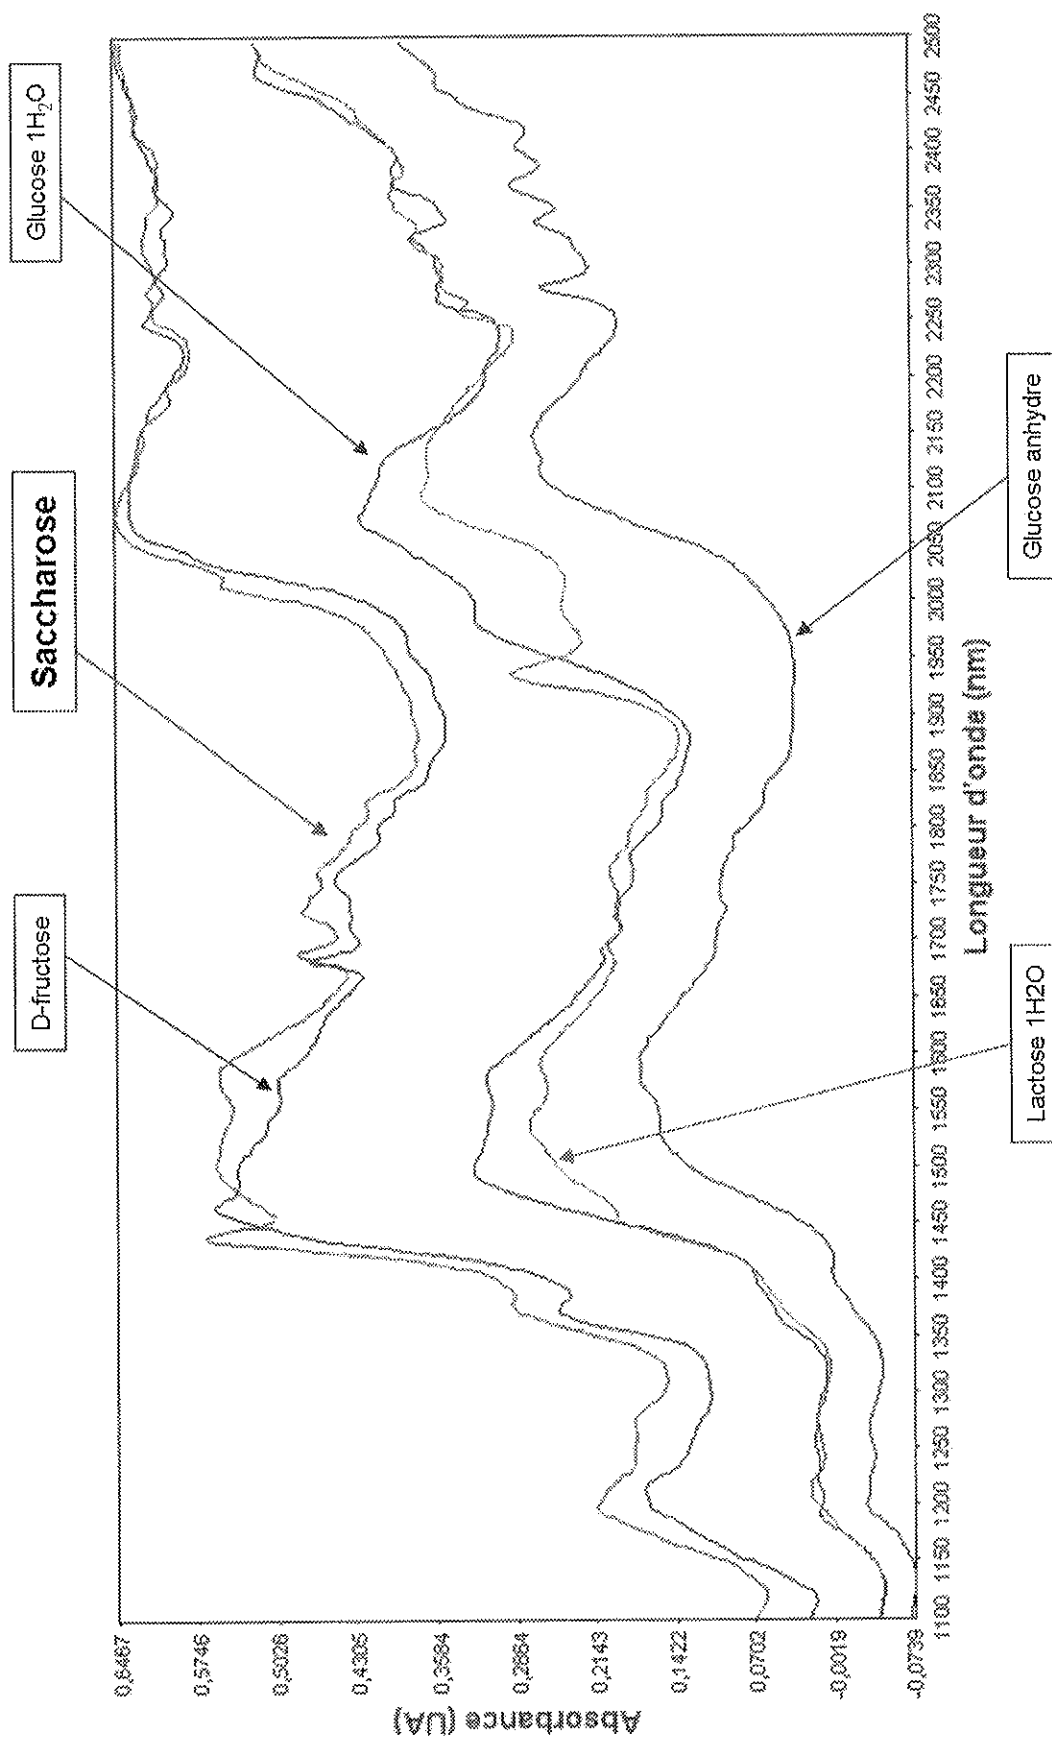 Glucose 1H₂O
Saccharose
D-fructose
Absorbance (UA)
0,6467
0,5746
0,5026
0,4305
0,3584
0,2864
0,2143
0,1422
0,0702
-0,0019
-0,0739
1100 1150 1200 1250 1300 1350 1400 1450 1500 1550 1600 1650 1700 1750 1800 1850 1900 1950 2000 2050 2100 2150 2200 2250 2300 2350 2400 2450 2500
Longueur d'onde (nm)
Lactose 1H2O
Glucose anhydre